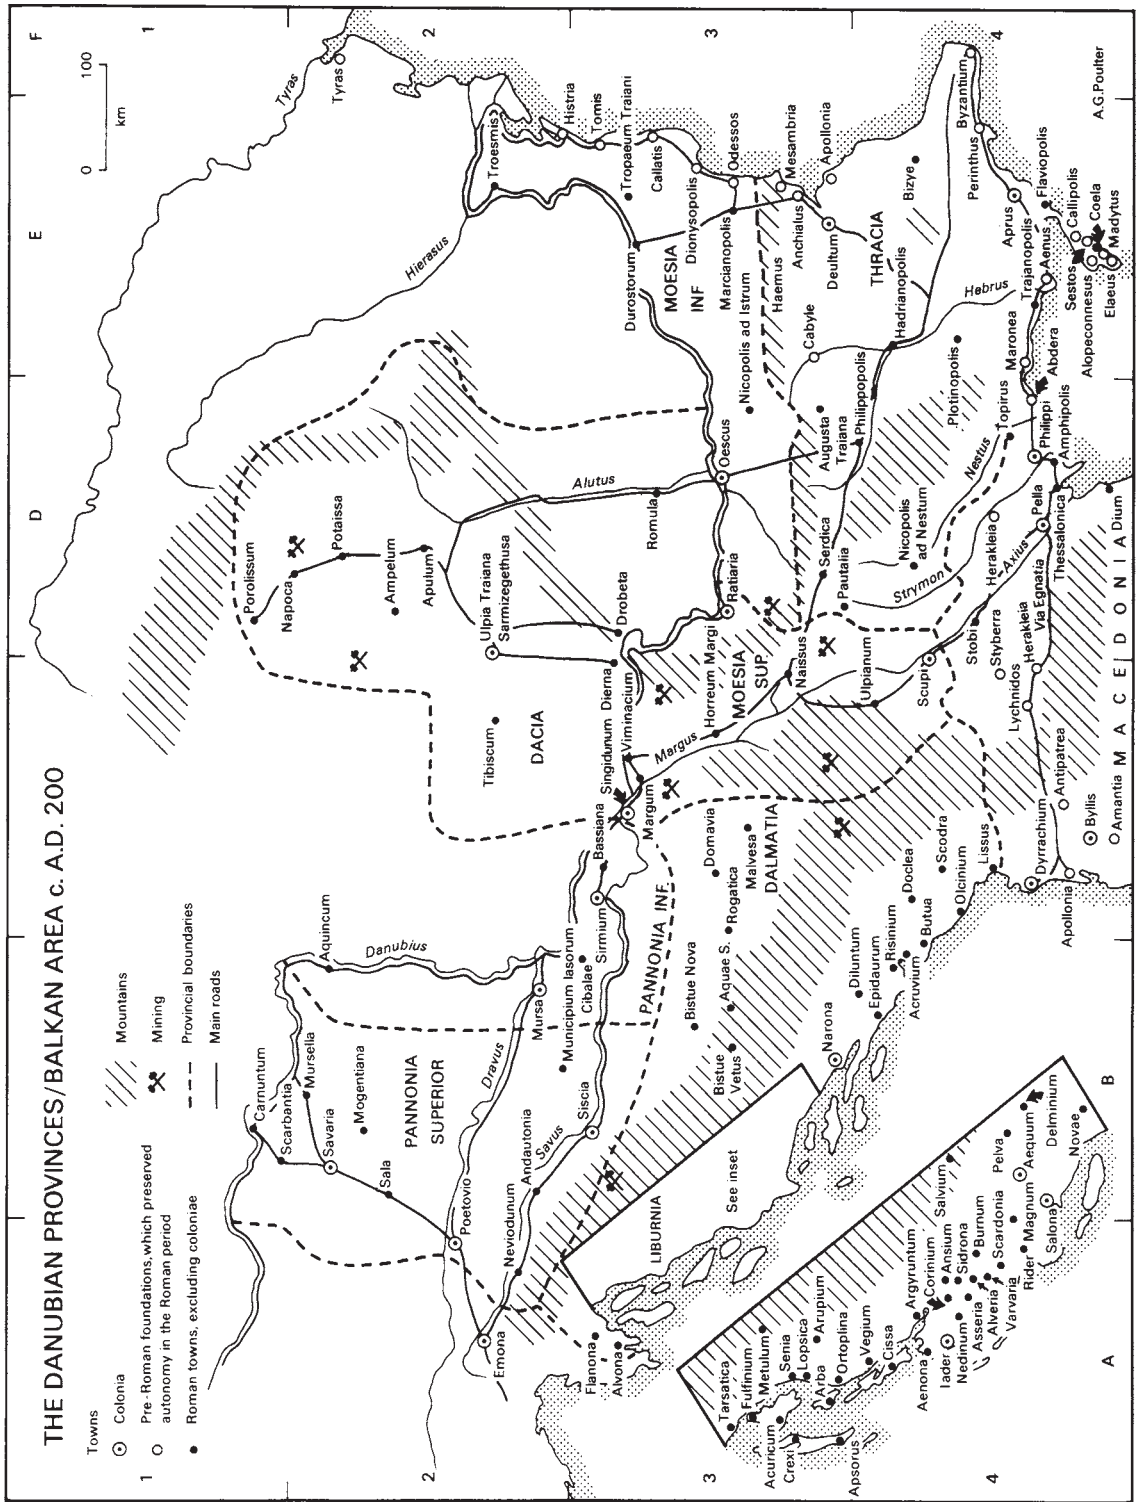 THE DANUBIAN PROVINCES/BALKAN AREA c. A.D. 200
Towns
Colonia
Pre-Roman foundations, which preserved
autonomy in the Roman period
Roman towns, excluding coloniae
Mountains
Mining
Provincial boundaries
Main roads
0
100
km
A
B
D
E
F
1
2
3
4
1
2
3
4
Carnuntum
Scarbantia
Mursella
Savaria
Mogentiana
Sala
PANNONIA
SUPERIOR
Poetovio
Dravus
Neviodunum
Andautonia
Savus
Siscia
Emona
Aquincum
Danubius
Mursa
Municipium Iasorum
Cibalae
Sirmium
Bassiana
PANNONIA INF.
Singidunum
Margum
Viminacium
Dierna
Drobeta
Tibiscum
DACIA
Ulpia Traiana
Sarmizegethusa
Porolissum
Napoca
Potaissa
Ampelum
Apulum
Alutus
Romula
Oescus
Ratiaria
Hierasus
Tyras
Tyras
Troesmis
Histria
Tomis
Tropaeum Traiani
Callatis
Durostorum
MOESIA
INF
Dionysopolis
Odessos
Marcianopolis
Nicopolis ad Istrum
Haemus
Mesambria
Anchialus
Apollonia
Deultum
Cabyle
THRACIA
Bizye
Hadrianopolis
Augusta
Traiana
Philippopolis
Plotinopolis
Hebrus
Byzantium
Perinthus
Aprus
Flaviopolis
Trajanopolis
Aenus
Callipolis
Coela
Madytus
Sestos
Alopeconnesus
Elaeus
Maronea
Abdera
Topirus
Nestus
Philippi
Amphipolis
Nicopolis
ad Nestum
Serdica
Pautalia
Strymon
Herakleia
Axius
Pella
Thessalonica
Dium
Via Egnatia
Stobi
Styberra
Herakleia
Lychnidos
Scupi
Ulpianum
Naissus
MOESIA
SUP.
Horreum Margi
Margus
MACEDONIA
Antipatrea
Byllis
Amantia
Dyrrachium
Apollonia
Lissus
Scodra
Olcinium
Doclea
Butua
Risinium
Acruvium
Epidaurum
Diluntum
Narona
DALMATIA
Domavia
Malvesa
Rogatica
Aquae S.
Bistue Nova
Bistue
Vetus
LIBURNIA
See inset
Flanona
Alvona
Tarsatica
Fulfinium
Metulum
Acuricum
Crexi
Senia
Lopsica
Arba
Arupium
Ortoplina
Apsorus
Vegium
Cissa
Argyruntum
Aenona
Corinium
Iader
Nedinum
Ansium
Sidrona
Asseria
Alveria
Varvaria
Burnum
Scardonia
Salvium
Rider
Magnum
Salona
Pelva
Aequum
Delminium
Novae
A.G.Poulter